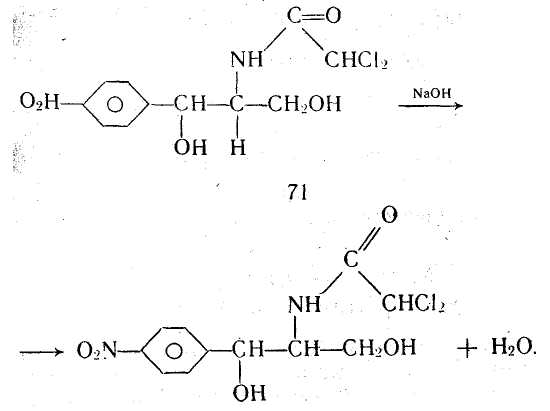 C=O
NH CHCl2
O2H- -CH-C-CH2OH NaOH
OH H
71
O
C
NH CHCl2
O2N- -CH-CH-CH2OH + H2O.
OH